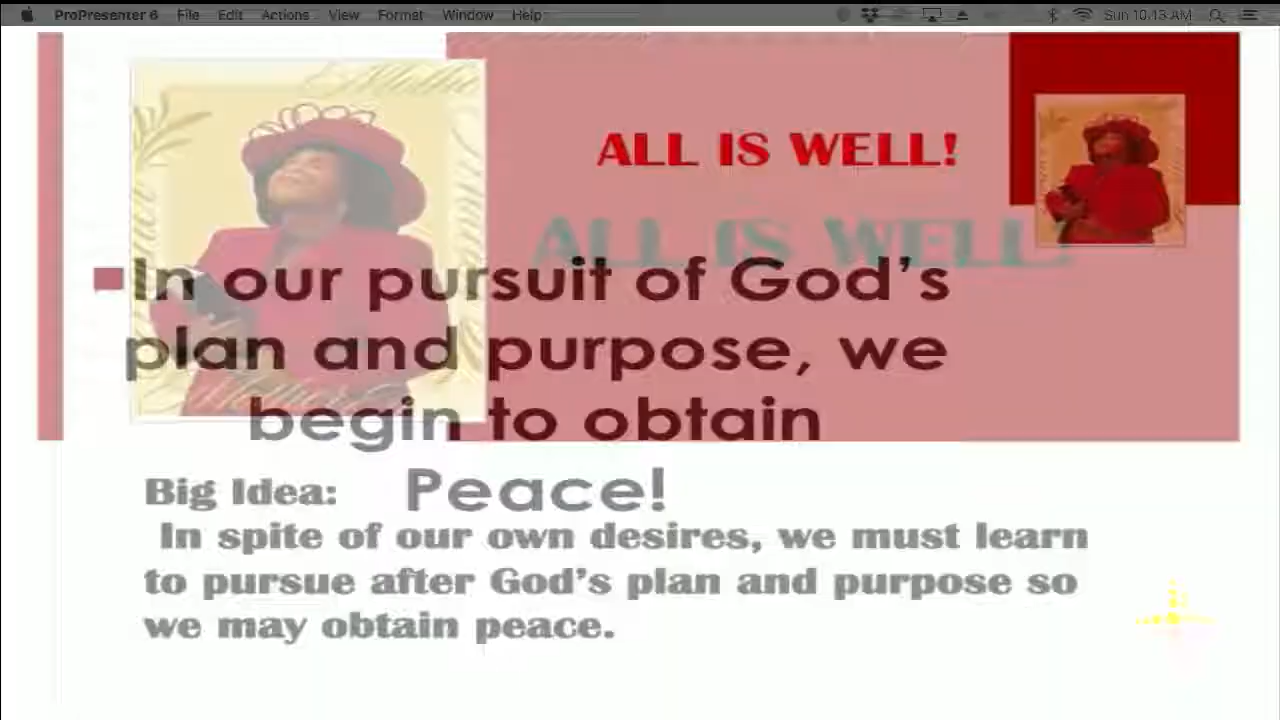 ProPresenter 6 File Edit Actions View Format Window Help Sun 10:13 AM
ALL IS WELL!
ALL IS WELL!
In our pursuit of God's
plan and purpose, we
begin to obtain
Peace!
Big Idea:
In spite of our own desires, we must learn
to pursue after God's plan and purpose so
we may obtain peace.